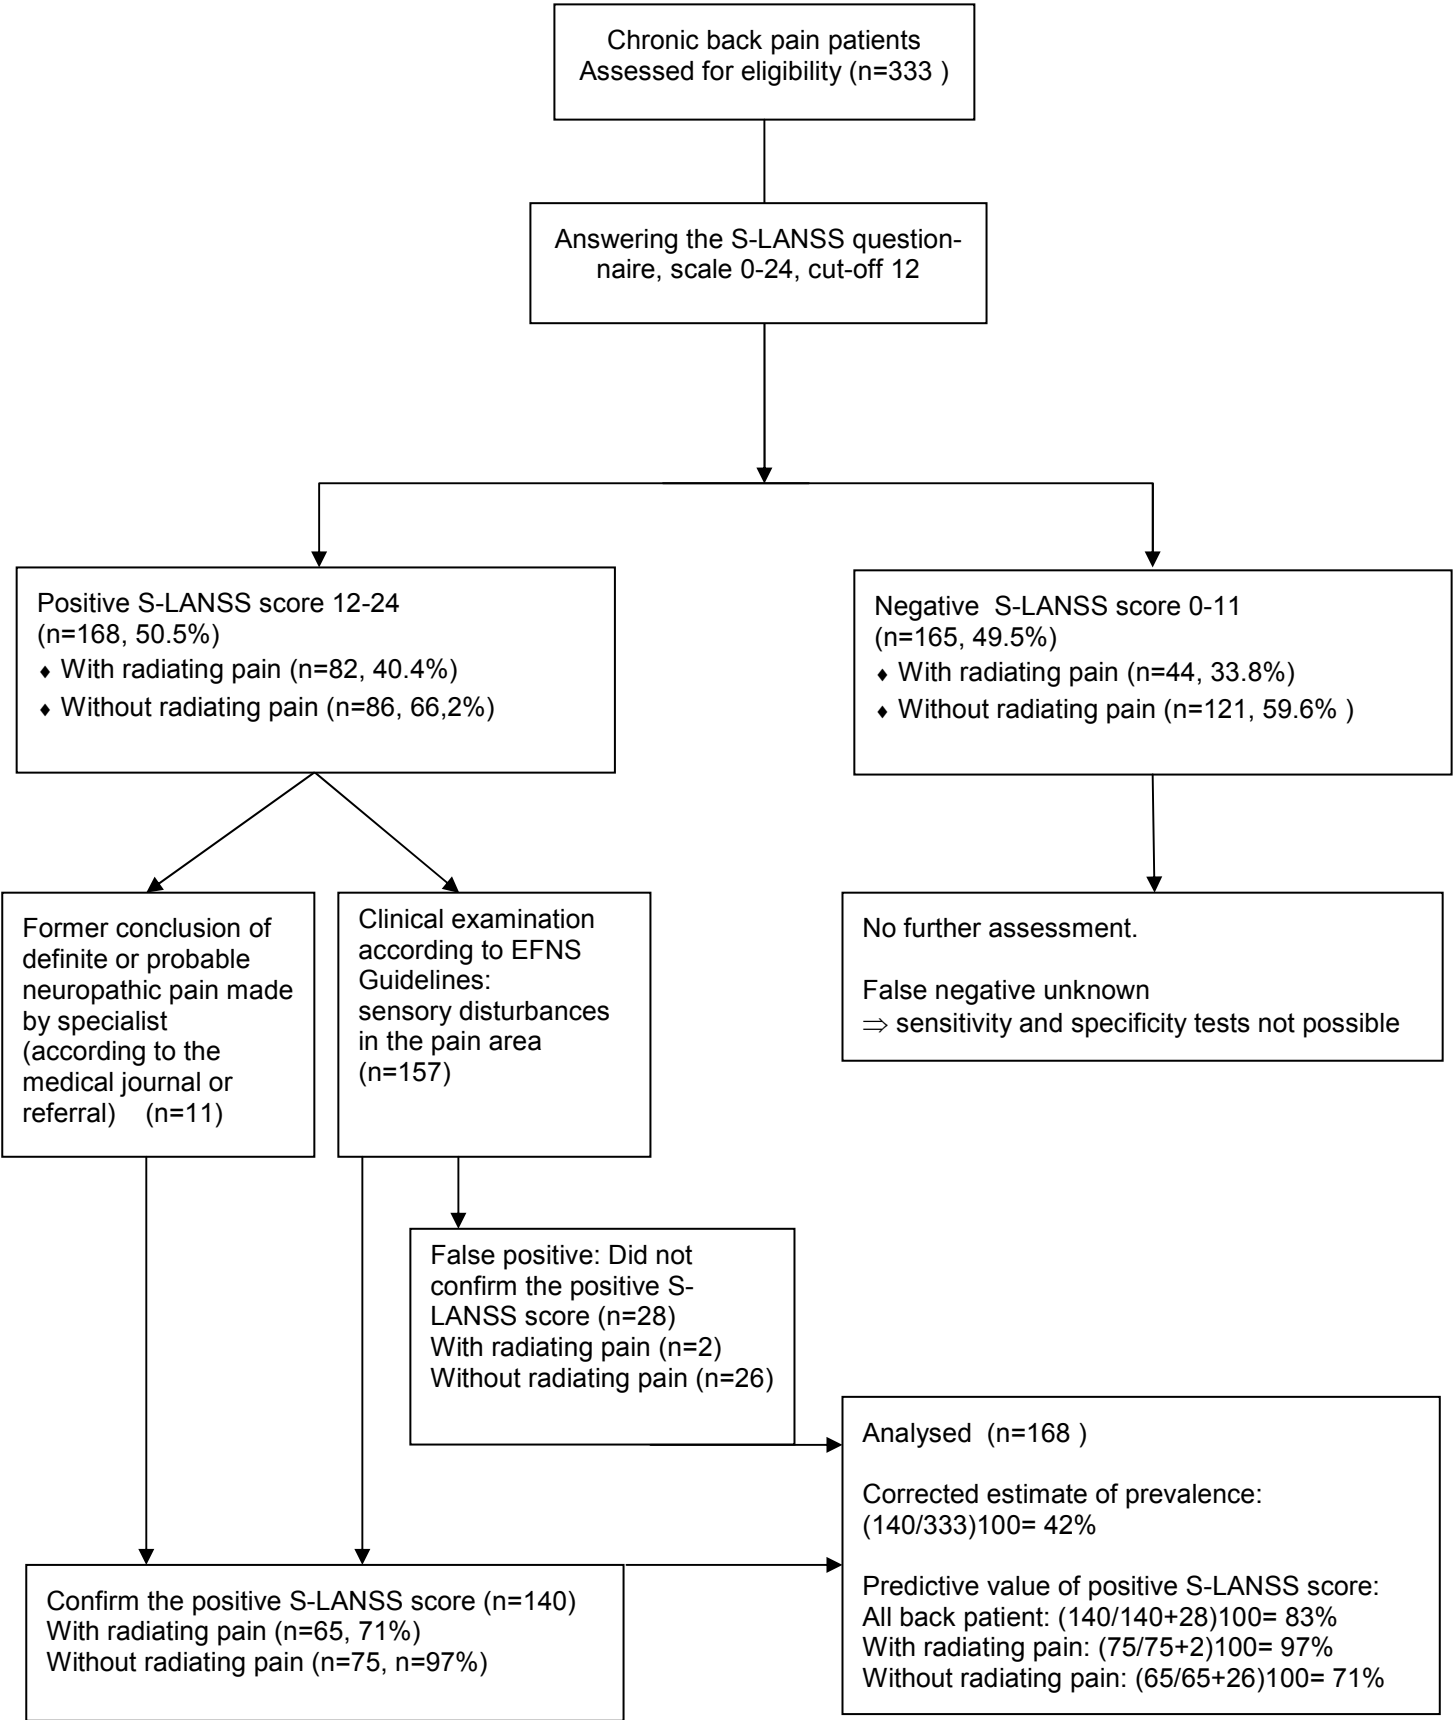 Chronic back pain patients
Assessed for eligibility (n=333 )
Answering the S-LANSS question-
naire, scale 0-24, cut-off 12
Positive S-LANSS score 12-24
(n=168, 50.5%)
♦ With radiating pain (n=82, 40.4%)
♦ Without radiating pain (n=86, 66,2%)
Negative  S-LANSS score 0-11
(n=165, 49.5%)
♦ With radiating pain (n=44, 33.8%)
♦ Without radiating pain (n=121, 59.6% )
Former conclusion of
definite or probable
neuropathic pain made
by specialist
(according to the
medical journal or
referral)    (n=11)
Clinical examination
according to EFNS
Guidelines:
sensory disturbances
in the pain area
(n=157)
No further assessment.
False negative unknown
⇒ sensitivity and specificity tests not possible
False positive: Did not
confirm the positive S-
LANSS score (n=28)
With radiating pain (n=2)
Without radiating pain (n=26)
Confirm the positive S-LANSS score (n=140)
With radiating pain (n=65, 71%)
Without radiating pain (n=75, n=97%)
Analysed  (n=168 )
Corrected estimate of prevalence:
(140/333)100= 42%
Predictive value of positive S-LANSS score:
All back patient: (140/140+28)100= 83%
With radiating pain: (75/75+2)100= 97%
Without radiating pain: (65/65+26)100= 71%